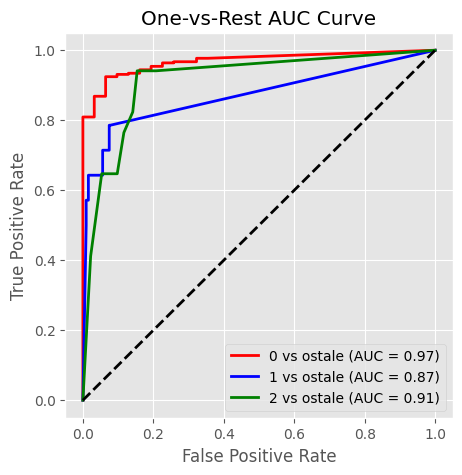 One-vs-Rest AUC Curve
1.0
0.8
0.6
0.4
0.2
0.0
True Positive Rate
0 vs ostale (AUC = 0.97)
1 vs ostale (AUC = 0.87)
2 vs ostale (AUC = 0.91)
0.0 0.2 0.4 0.6 0.8 1.0
False Positive Rate